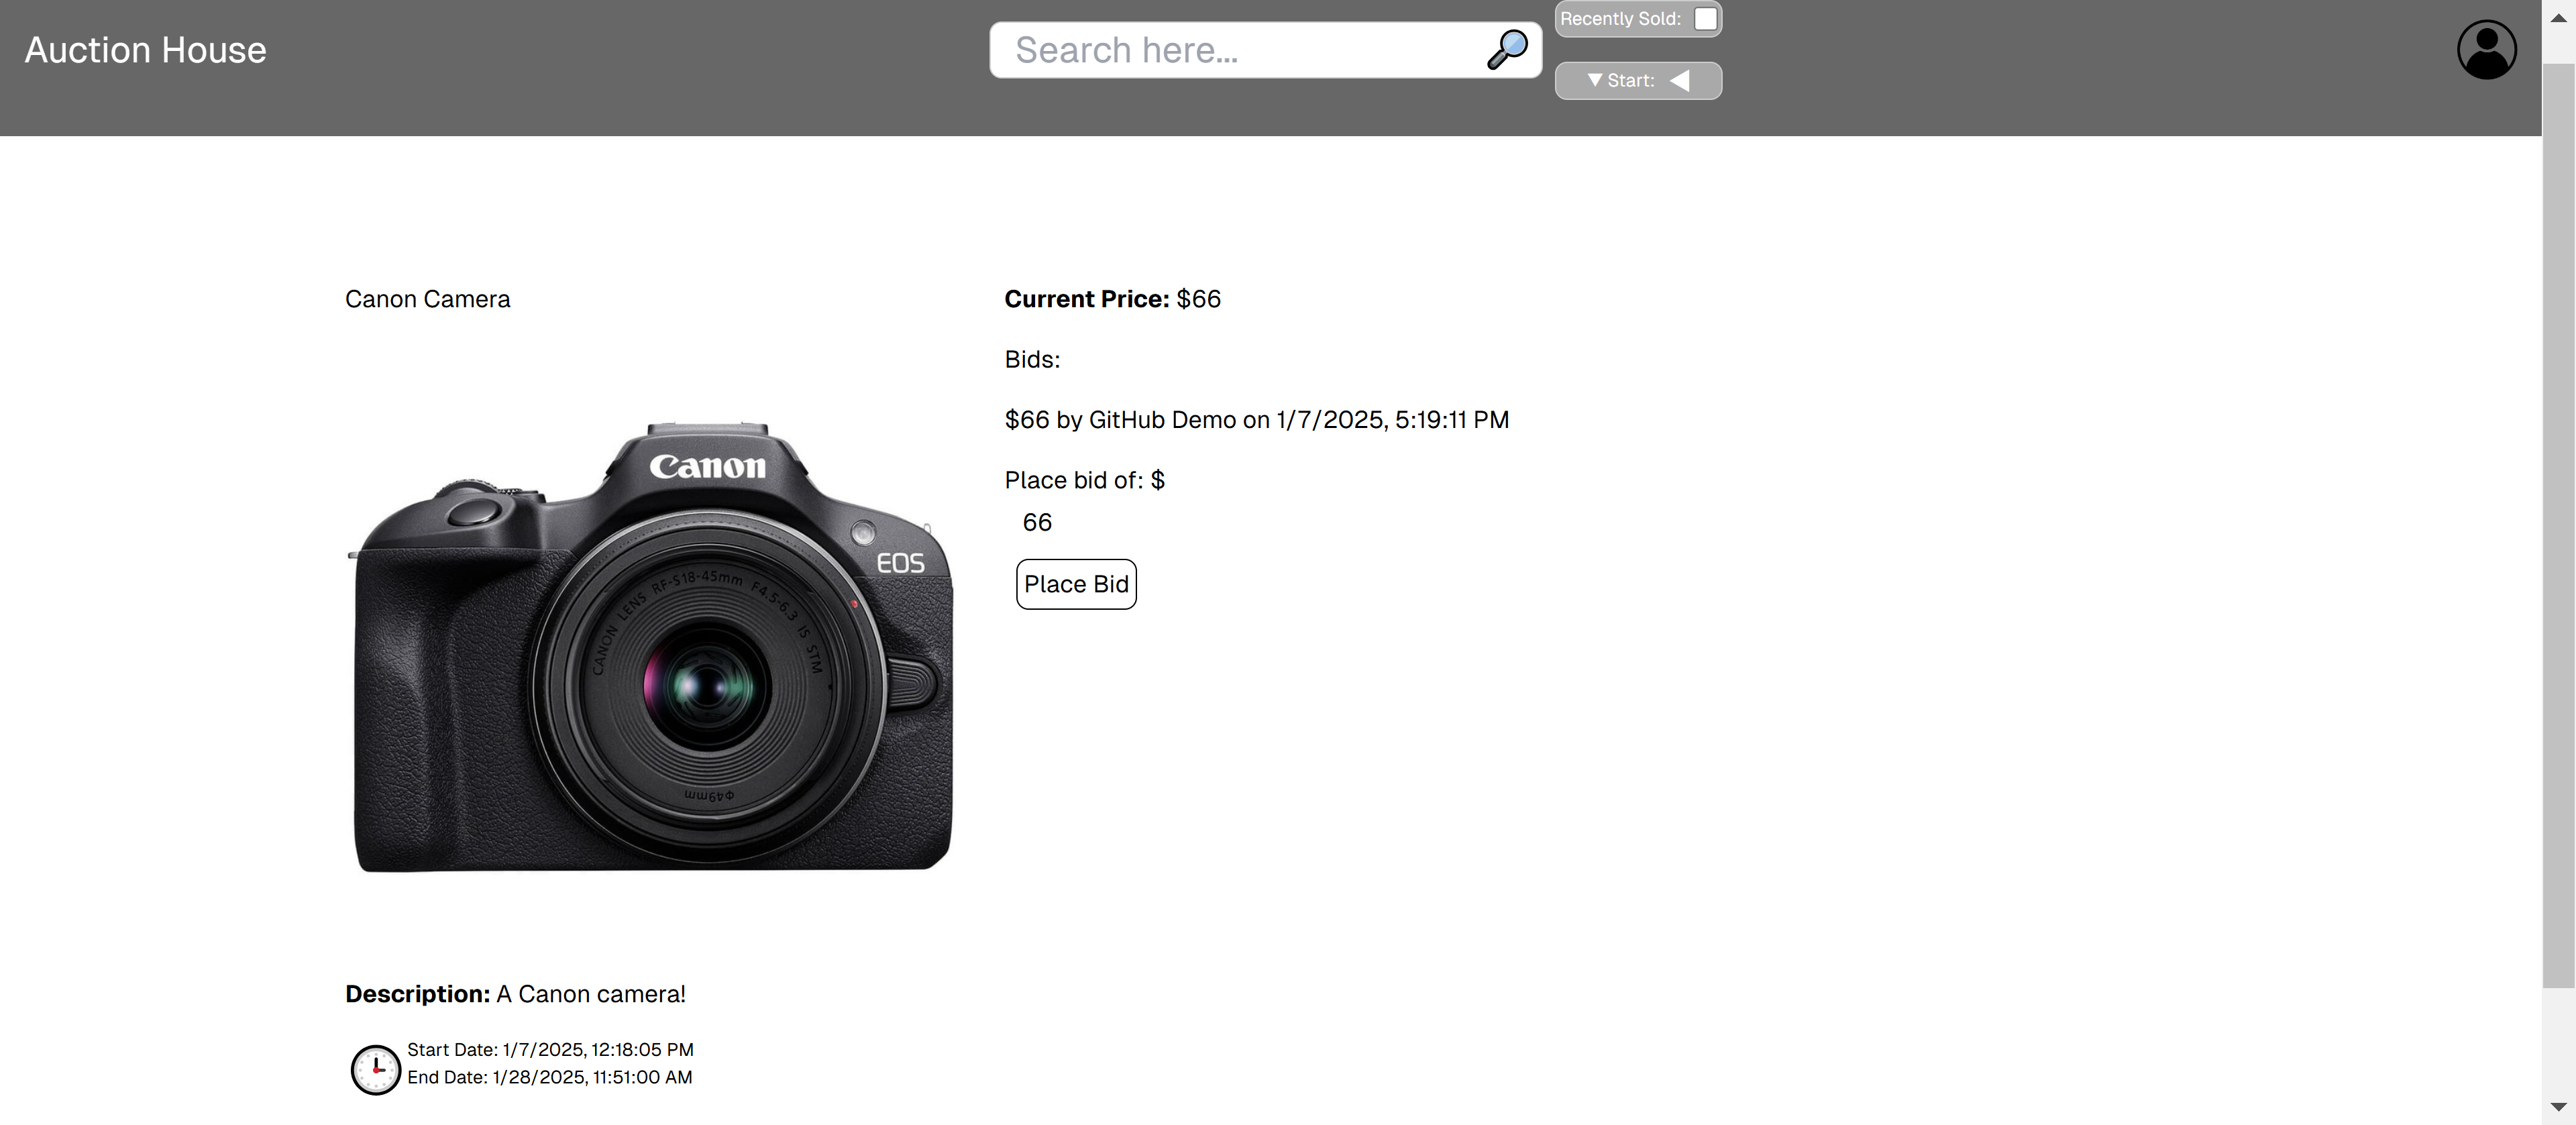 Auction House
Search here...
Recently Sold:
▼ Start: ◀
Canon Camera
Canon
EOS
CANON LENS RF-S18-45mm F4.5-6.3 IS STM
Φ49mm
Description: A Canon camera!
Start Date: 1/7/2025, 12:18:05 PM
End Date: 1/28/2025, 11:51:00 AM
Current Price: $66
Bids:
$66 by GitHub Demo on 1/7/2025, 5:19:11 PM
Place bid of: $
66
Place Bid